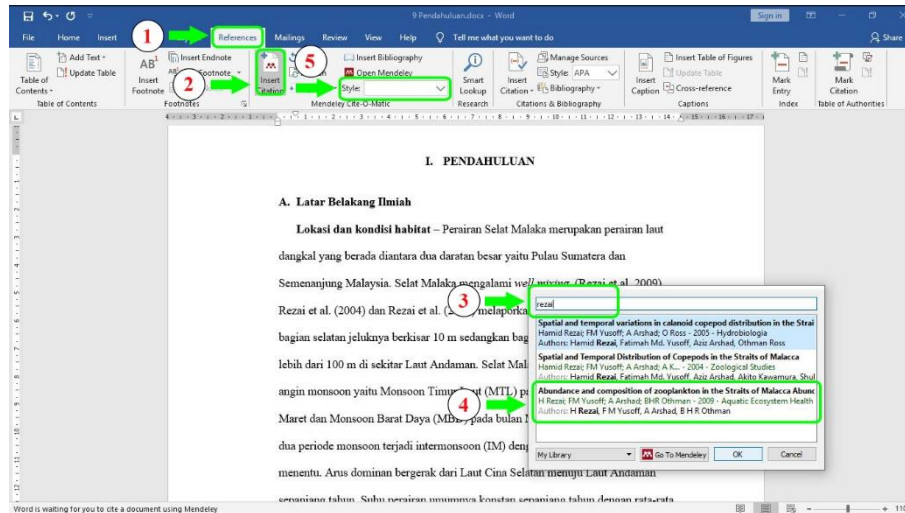 9 Pendahuluan.docx - Word
Sign in
File Home Insert References Mailings Review View Help Tell me what you want to do Share
1
Table of Contents
Add Text
Update Table
Table of Contents
AB1
Insert Footnote
Insert Endnote
Footnotes
2
Insert Citation
5
Insert Bibliography
Open Mendeley
Style:
Mendeley Cite-O-Matic
Smart Lookup
Research
Insert Citation
Manage Sources
Style: APA
Bibliography
Citations & Bibliography
Insert Caption
Insert Table of Figures
Update Table
Cross-reference
Captions
Mark Entry
Index
Mark Citation
Table of Authorities
I. PENDAHULUAN
A. Latar Belakang Ilmiah
Lokasi dan kondisi habitat – Perairan Selat Malaka merupakan perairan laut
dangkal yang berada diantara dua daratan besar yaitu Pulau Sumatera dan
Semenanjung Malaysia. Selat Malaka mengalami well mixing (Rezai et al. 2009)
Rezai et al. (2004) dan Rezai et al. melaporka
bagian selatan jeluknya berkisar 10 m sedangkan bag
lebih dari 100 m di sekitar Laut Andaman. Selat Mal
angin monsoon yaitu Monsoon Timur Laut (MTL) p
Maret dan Monsoon Barat Daya (MBD) pada bulan
dua periode monsoon terjadi intermonsoon (IM) deng
menentu. Arus dominan bergerak dari Laut Cina Selatan menuju Laut Andaman
sepanjang tahun. Suhu perairan umumnya konstan sepanjang tahun dengan rata-rata
3
rezai
Spatial and temporal variations in calanoid copepod distribution in the Strai
Hamid Rezai; FM Yusoff; A Arshad; O Ross - 2005 - Hydrobiologia
Authors: Hamid Rezai, Fatimah Md. Yusoff, Aziz Arshad, Othman Ross
Spatial and Temporal Distribution of Copepods in the Straits of Malacca
Hamid Rezai; FM Yusoff; A Arshad; A K... - 2004 - Zoological Studies
Authors: Hamid Rezai, Fatimah Md. Yusoff, Aziz Arshad, Akito Kawamura, Shul
4
Abundance and composition of zooplankton in the Straits of Malacca Abunc
H Rezai; FM Yusoff; A Arshad; BHR Othman - 2009 - Aquatic Ecosystem Health
Authors: H Rezai, F M Yusoff, A Arshad, B H R Othman
My Library Go To Mendeley OK Cancel
Word is waiting for you to cite a document using Mendeley
110